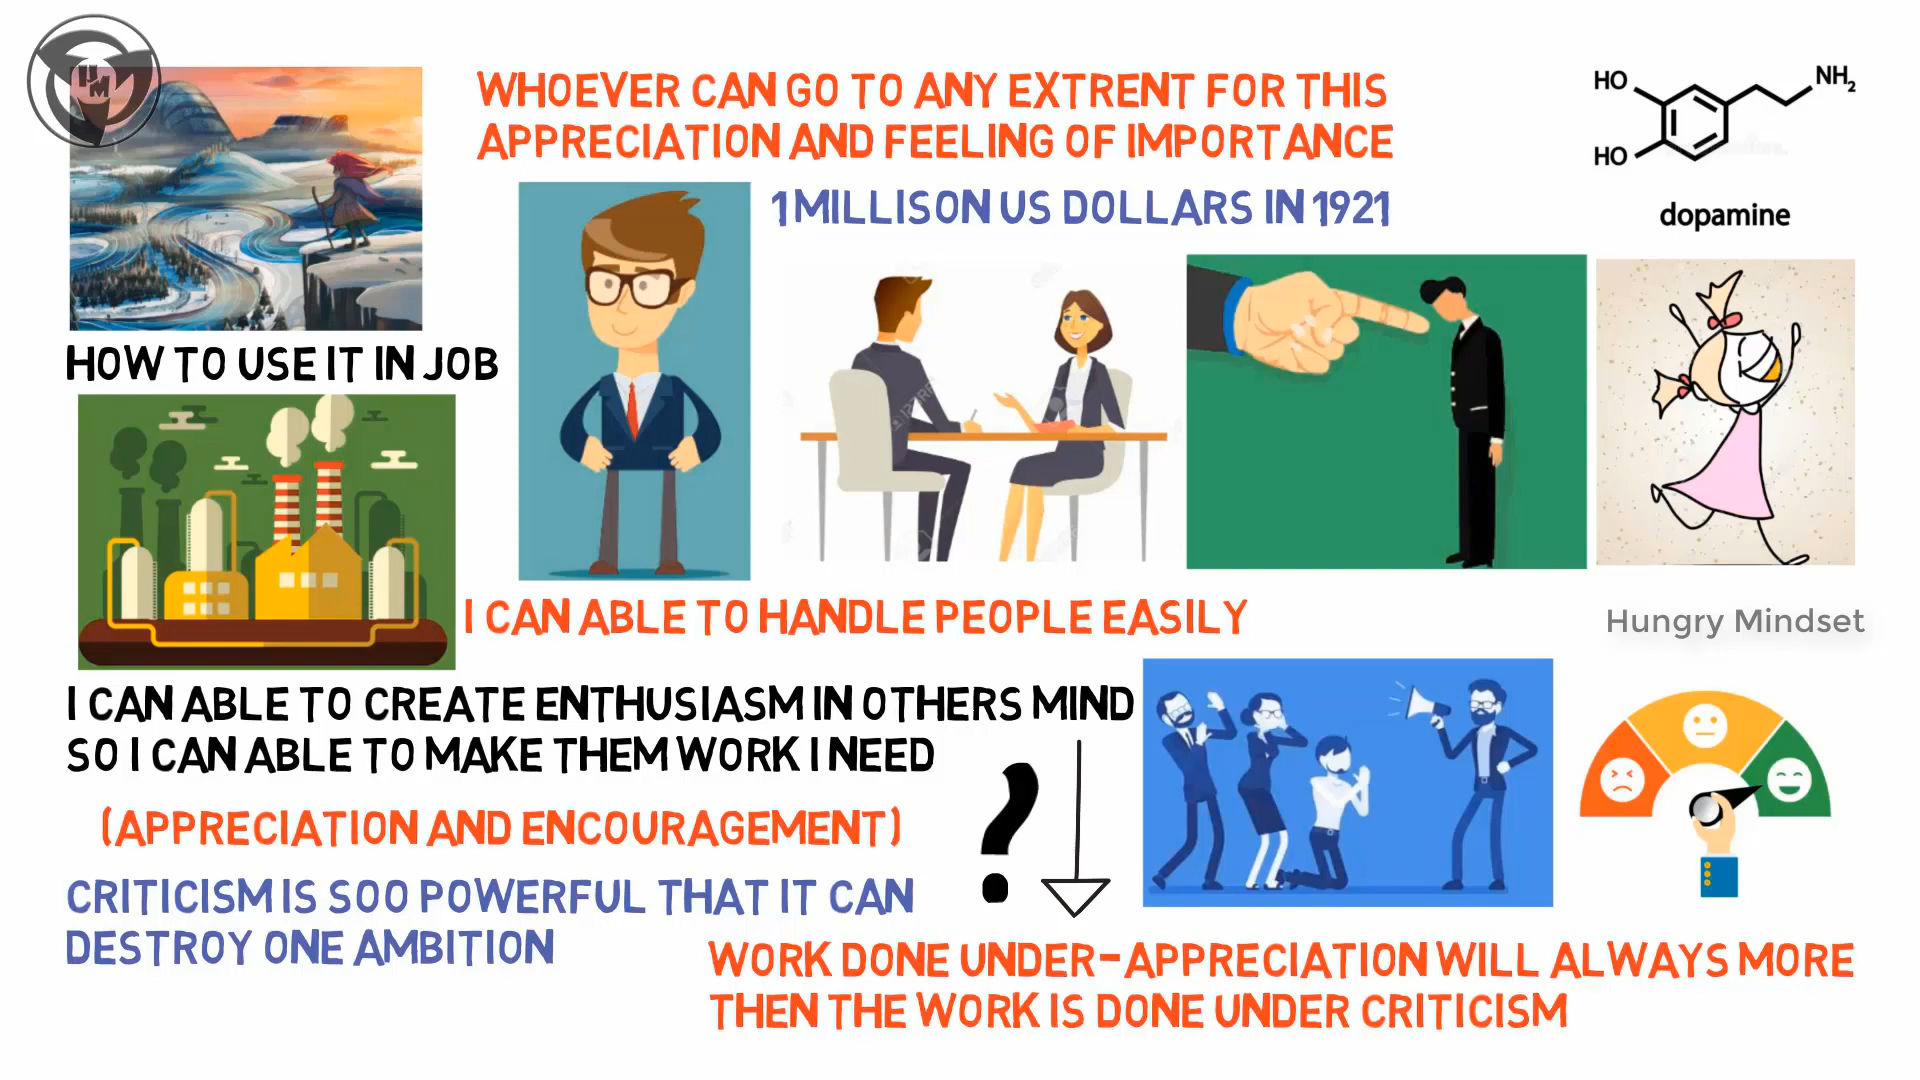 HM
WHOEVER CAN GO TO ANY EXTRENT FOR THIS
APPRECIATION AND FEELING OF IMPORTANCE
1 MILLISON US DOLLARS IN 1921
HO
NH2
HO
dopamine
HOW TO USE IT IN JOB
I CAN ABLE TO HANDLE PEOPLE EASILY
Hungry Mindset
I CAN ABLE TO CREATE ENTHUSIASM IN OTHERS MIND
SO I CAN ABLE TO MAKE THEM WORK I NEED
(APPRECIATION AND ENCOURAGEMENT)
?
CRITICISM IS SOO POWERFUL THAT IT CAN
DESTROY ONE AMBITION
WORK DONE UNDER-APPRECIATION WILL ALWAYS MORE
THEN THE WORK IS DONE UNDER CRITICISM